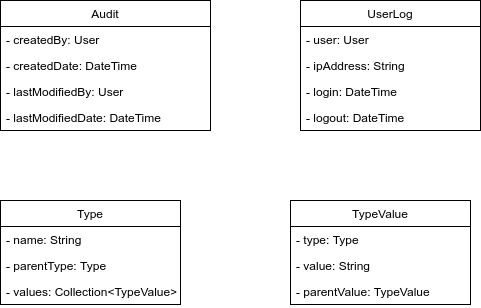 Audit
- createdBy: User
- createdDate: DateTime
- lastModifiedBy: User
- lastModifiedDate: DateTime
UserLog
- user: User
- ipAddress: String
- login: DateTime
- logout: DateTime
Type
- name: String
- parentType: Type
- values: Collection<TypeValue>
TypeValue
- type: Type
- value: String
- parentValue: TypeValue